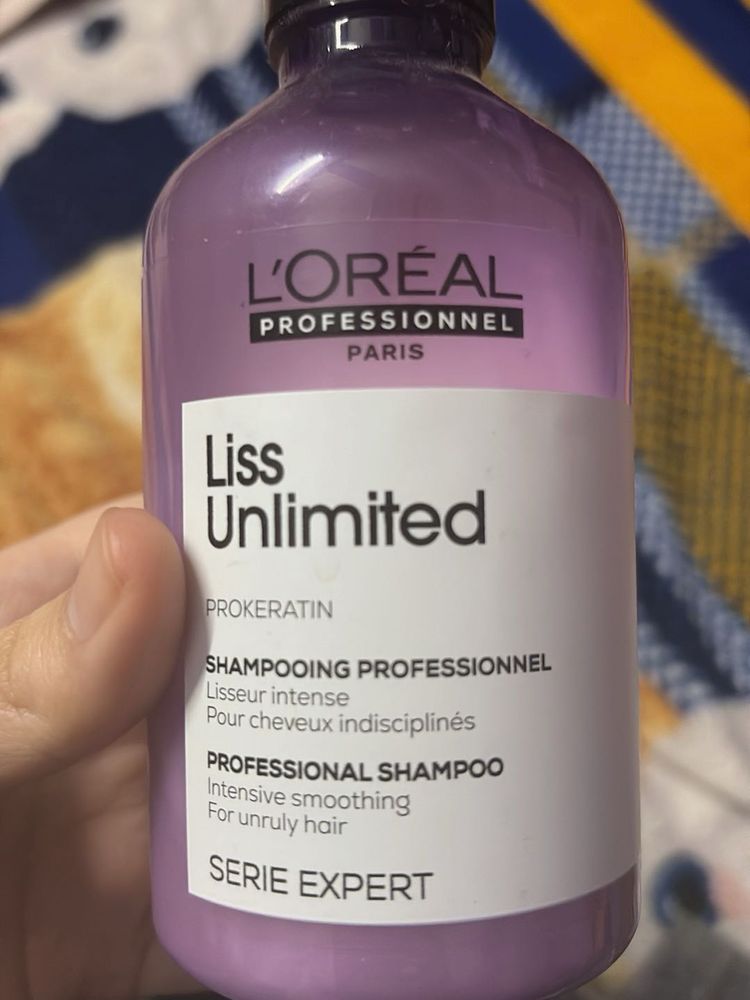 L'ORÉAL
PROFESSIONNEL
PARIS
Liss
Unlimited
PROKERATIN
SHAMPOOING PROFESSIONNEL
Lisseur intense
Pour cheveux indisciplinés
PROFESSIONAL SHAMPOO
Intensive smoothing
For unruly hair
SERIE EXPERT